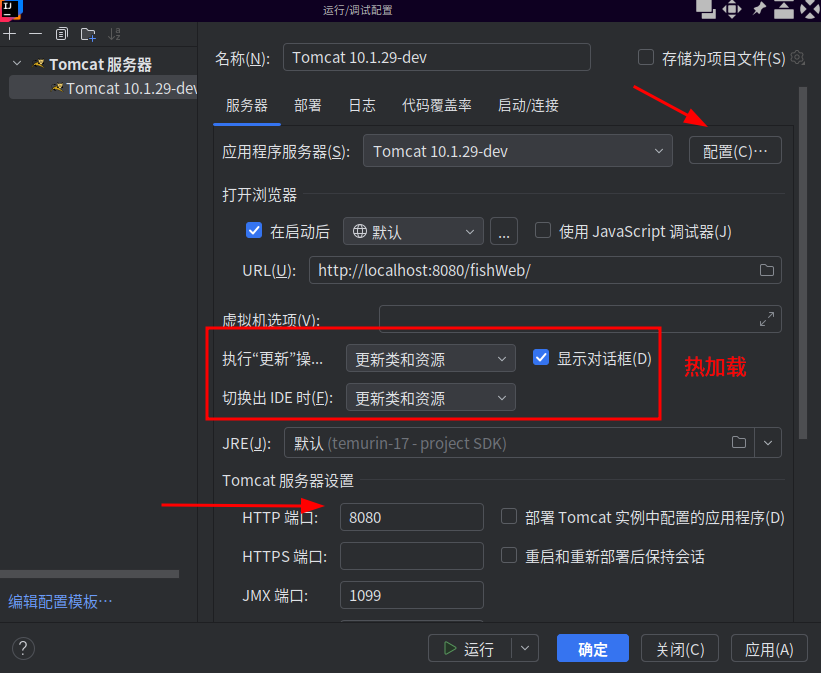 运行/调试配置
Tomcat 服务器
Tomcat 10.1.29-dev
编辑配置模板…
名称(N): Tomcat 10.1.29-dev 存储为项目文件(S)
服务器 部署 日志 代码覆盖率 启动/连接
应用程序服务器(S): Tomcat 10.1.29-dev 配置(C)…
打开浏览器
在启动后 默认 ... 使用 JavaScript 调试器(J)
URL(U): http://localhost:8080/fishWeb/
虚拟机选项(V):
执行“更新”操... 更新类和资源 显示对话框(D) 热加载
切换出 IDE 时(F): 更新类和资源
JRE(J): 默认 (temurin-17 - project SDK)
Tomcat 服务器设置
HTTP 端口: 8080 部署 Tomcat 实例中配置的应用程序(D)
HTTPS 端口: 重启和重新部署后保持会话
JMX 端口: 1099
? 运行 确定 关闭(C) 应用(A)